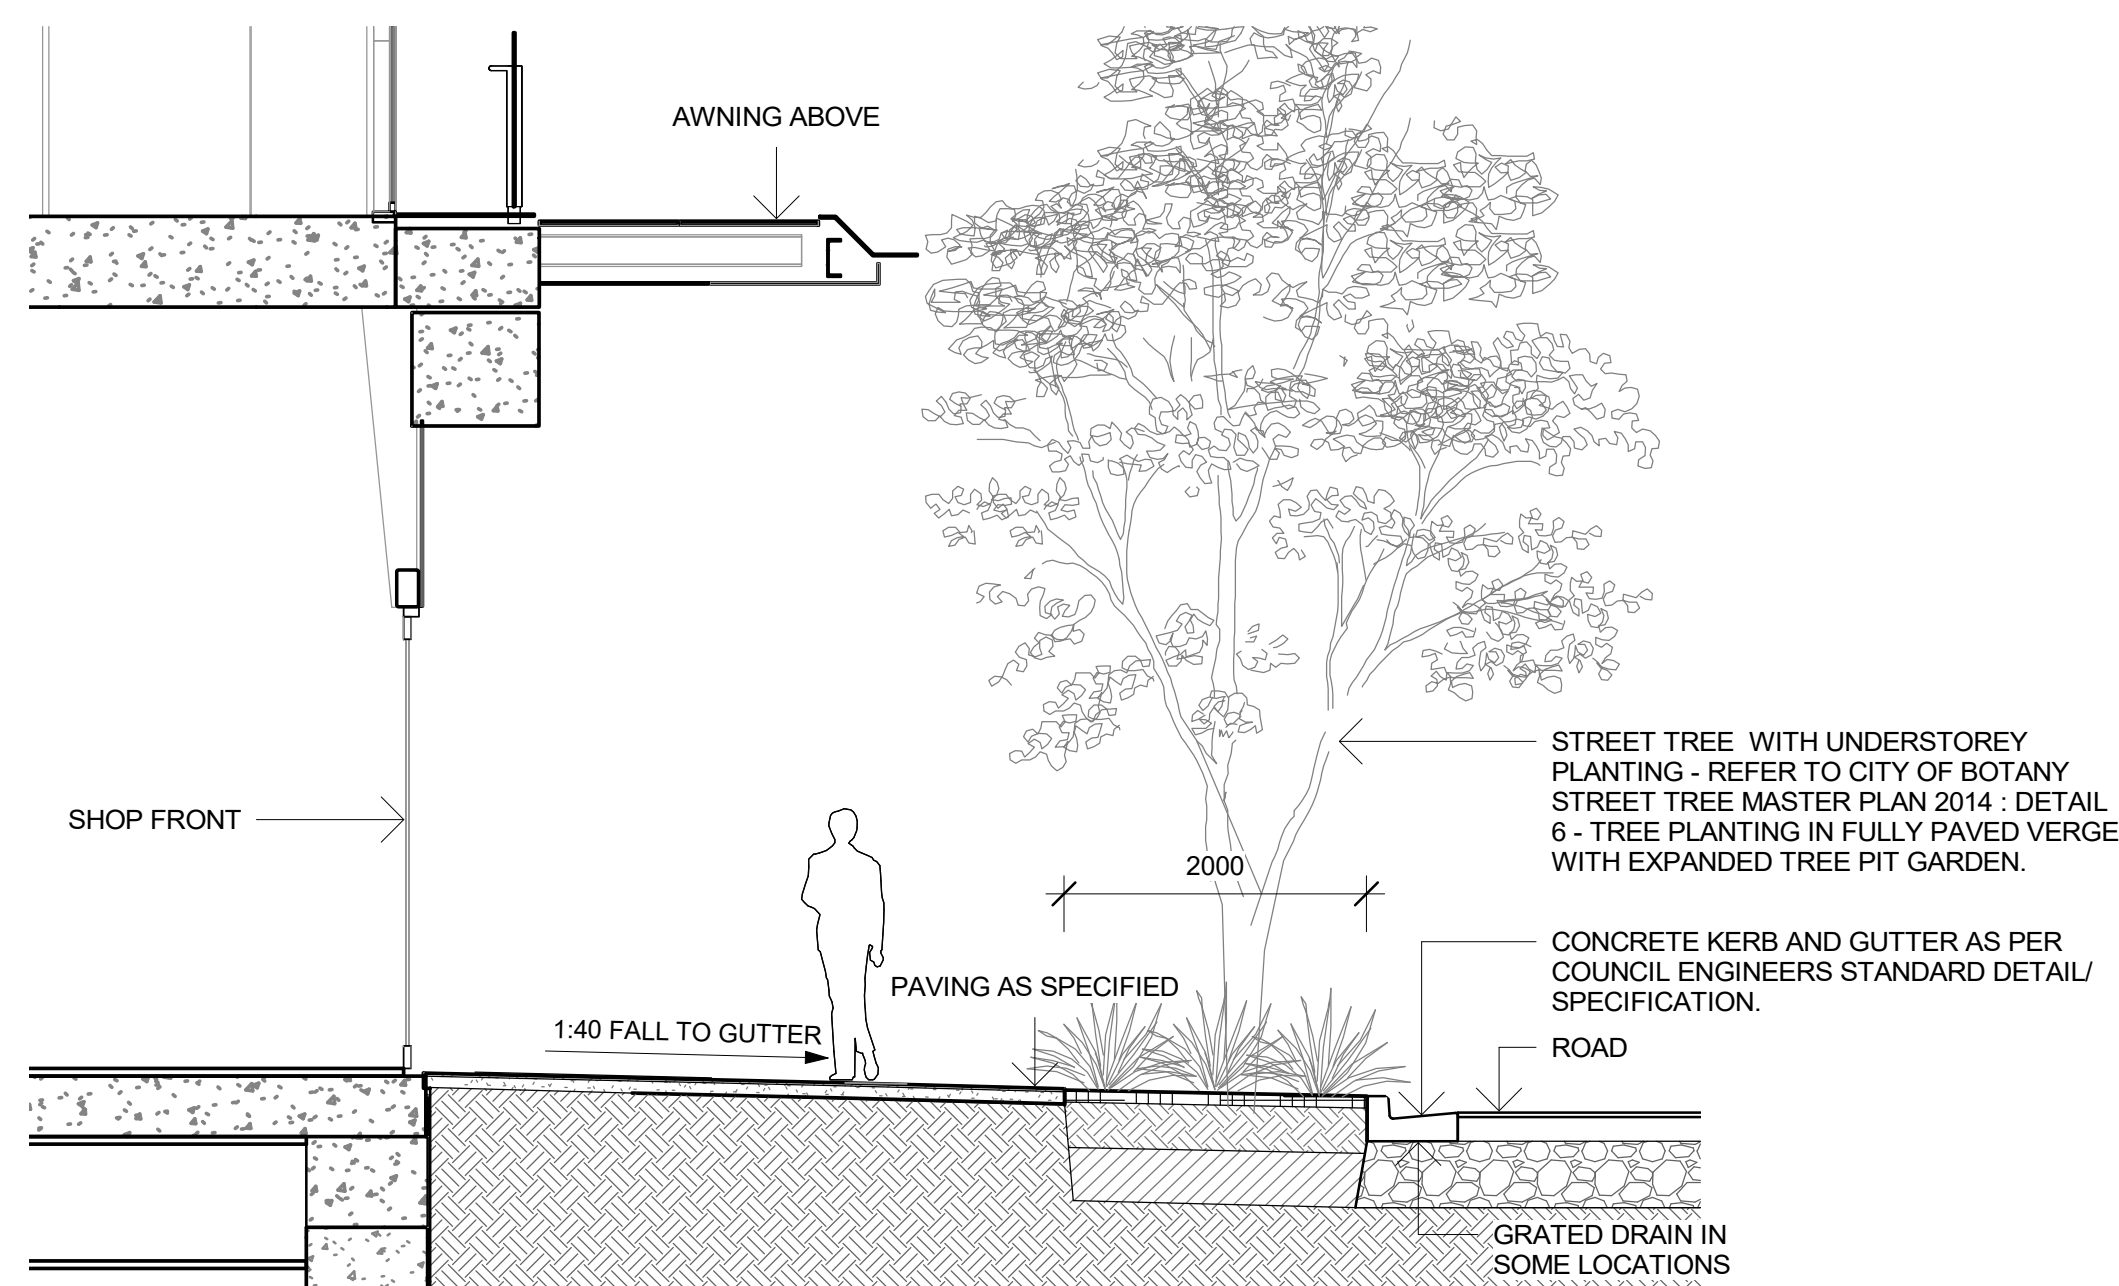 AWNING ABOVE
STREET TREE WITH UNDERSTOREY
PLANTING - REFER TO CITY OF BOTANY
STREET TREE MASTER PLAN 2014 : DETAIL
6 - TREE PLANTING IN FULLY PAVED VERGE
WITH EXPANDED TREE PIT GARDEN.
SHOP FRONT
2000
CONCRETE KERB AND GUTTER AS PER
COUNCIL ENGINEERS STANDARD DETAIL/
SPECIFICATION.
PAVING AS SPECIFIED
1:40 FALL TO GUTTER
ROAD
GRATED DRAIN IN
SOME LOCATIONS